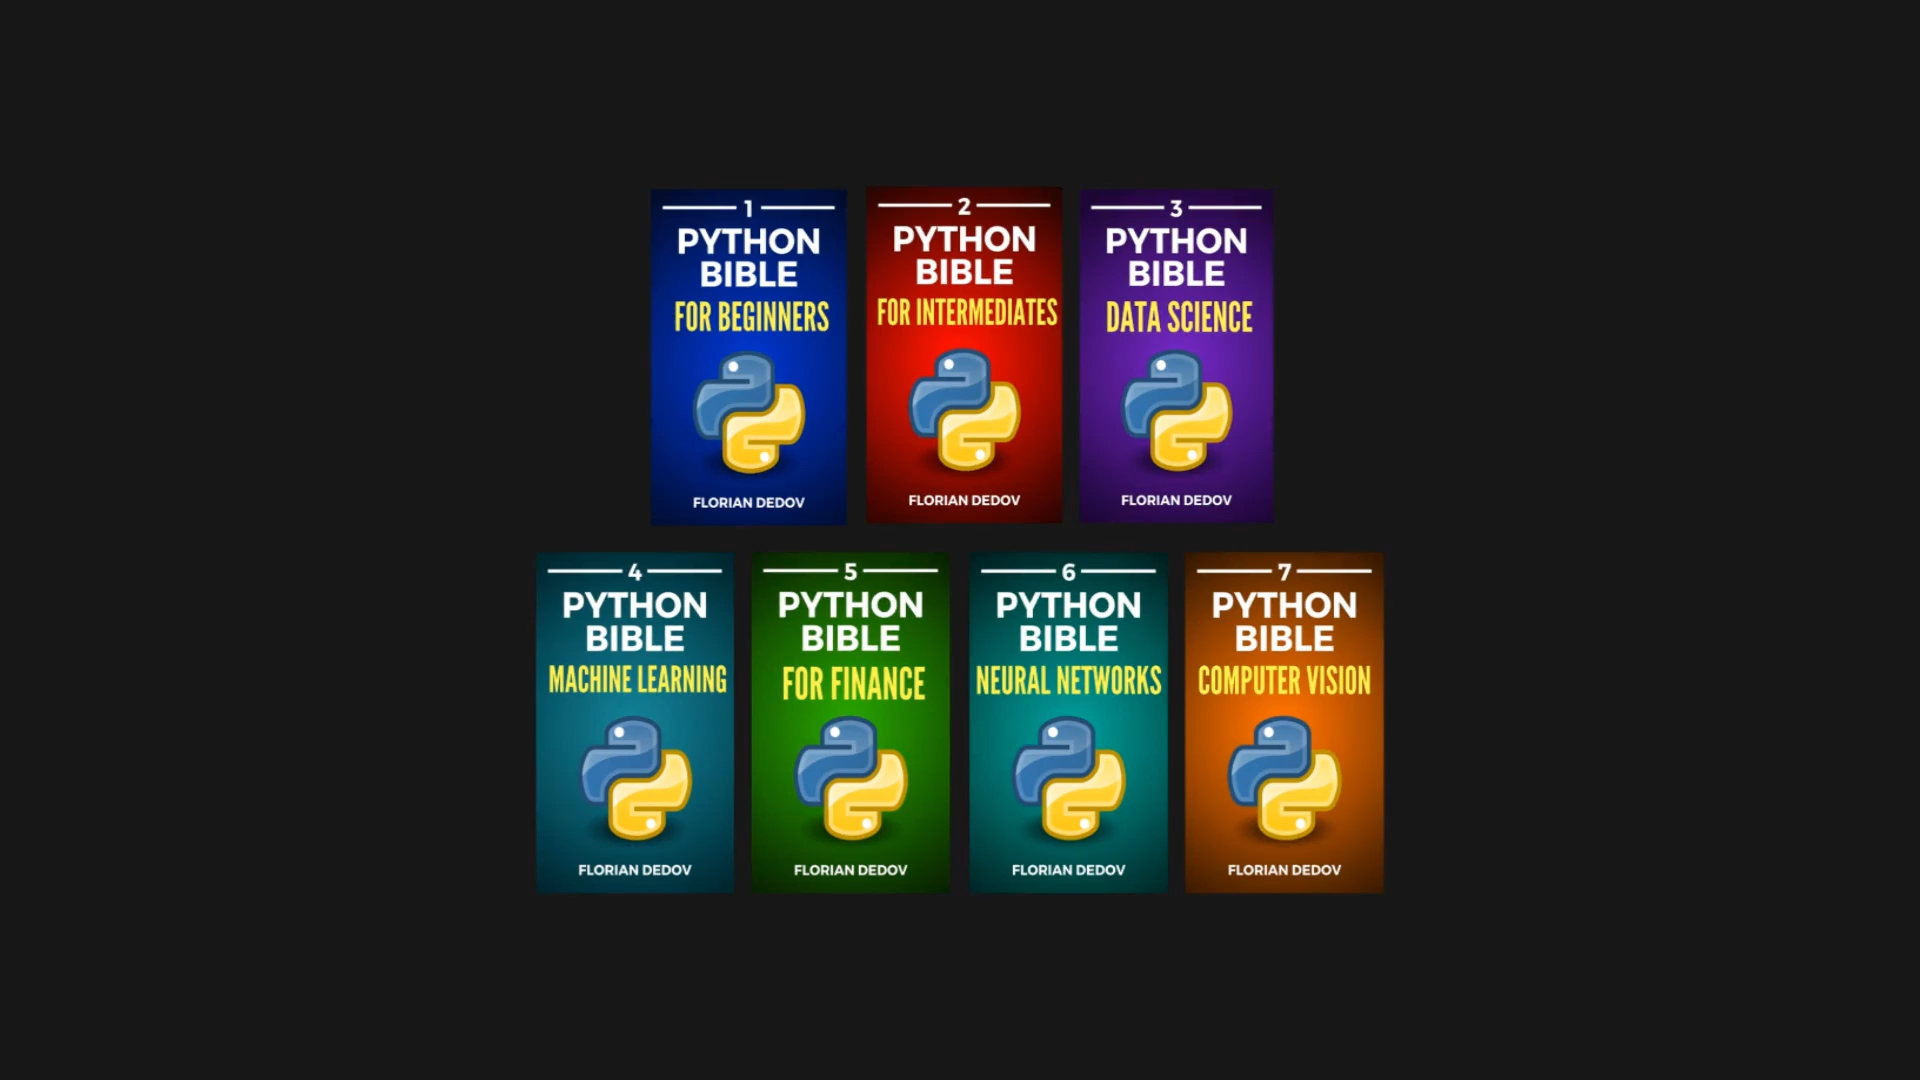 1
PYTHON
BIBLE
FOR BEGINNERS
FLORIAN DEDOV
2
PYTHON
BIBLE
FOR INTERMEDIATES
FLORIAN DEDOV
3
PYTHON
BIBLE
DATA SCIENCE
FLORIAN DEDOV
4
PYTHON
BIBLE
MACHINE LEARNING
FLORIAN DEDOV
5
PYTHON
BIBLE
FOR FINANCE
FLORIAN DEDOV
6
PYTHON
BIBLE
NEURAL NETWORKS
FLORIAN DEDOV
7
PYTHON
BIBLE
COMPUTER VISION
FLORIAN DEDOV